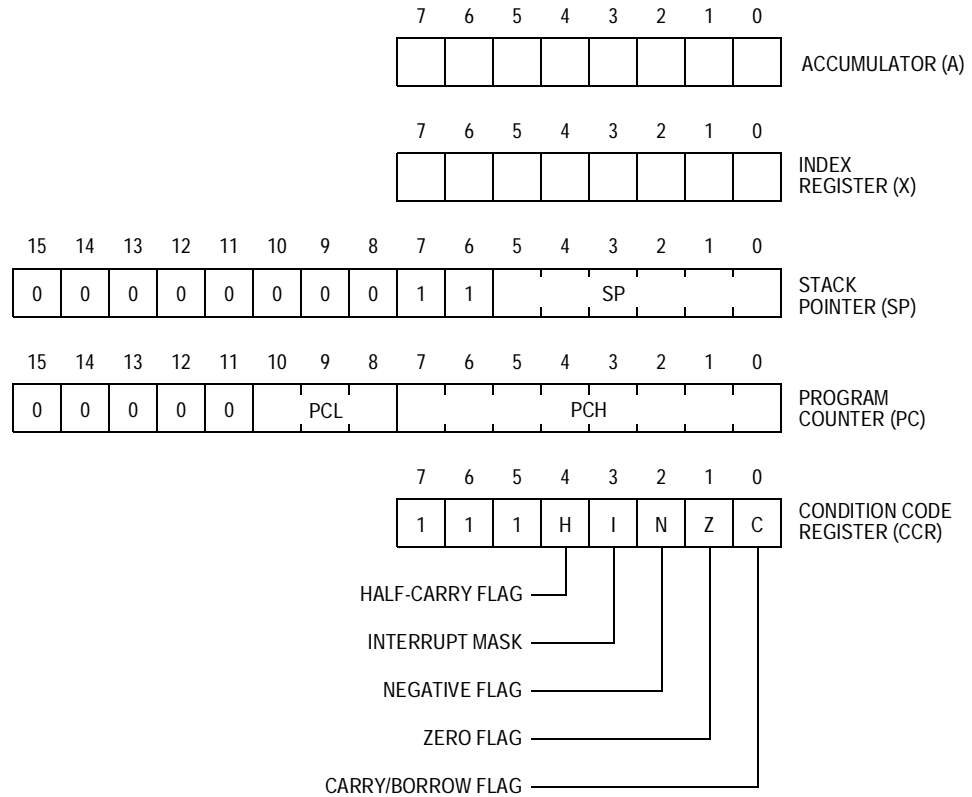 7 6 5 4 3 2 1 0
ACCUMULATOR (A)
7 6 5 4 3 2 1 0
INDEX
REGISTER (X)
15 14 13 12 11 10 9 8 7 6 5 4 3 2 1 0
0 0 0 0 0 0 0 0 1 1 SP
STACK
POINTER (SP)
15 14 13 12 11 10 9 8 7 6 5 4 3 2 1 0
0 0 0 0 0 PCL PCH
PROGRAM
COUNTER (PC)
7 6 5 4 3 2 1 0
1 1 1 H I N Z C
CONDITION CODE
REGISTER (CCR)
HALF-CARRY FLAG
INTERRUPT MASK
NEGATIVE FLAG
ZERO FLAG
CARRY/BORROW FLAG